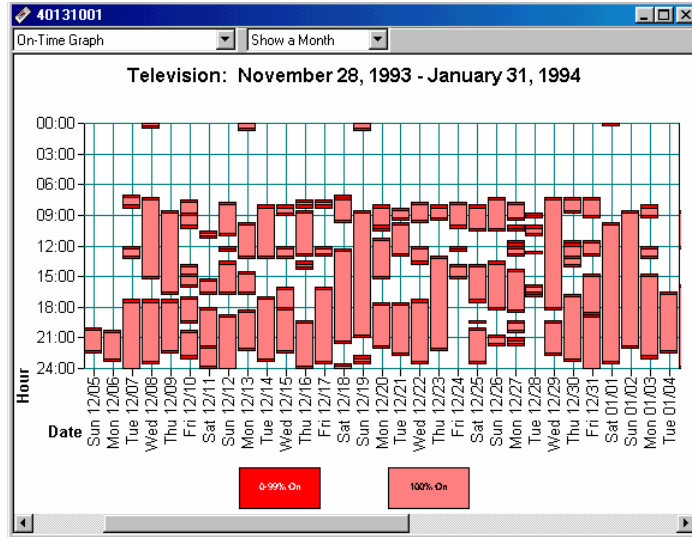 40131001
On-Time Graph Show a Month
Television: November 28, 1993 - January 31, 1994
00:00
03:00
06:00
09:00
12:00
15:00
18:00
21:00
24:00
Hour
Date
Sun 12/05
Mon 12/06
Tue 12/07
Wed 12/08
Thu 12/09
Fri 12/10
Sat 12/11
Sun 12/12
Mon 12/13
Tue 12/14
Wed 12/15
Thu 12/16
Fri 12/17
Sat 12/18
Sun 12/19
Mon 12/20
Tue 12/21
Wed 12/22
Thu 12/23
Fri 12/24
Sat 12/25
Sun 12/26
Mon 12/27
Tue 12/28
Wed 12/29
Thu 12/30
Fri 12/31
Sat 01/01
Sun 01/02
Mon 01/03
Tue 01/04
0-99% On
100% On